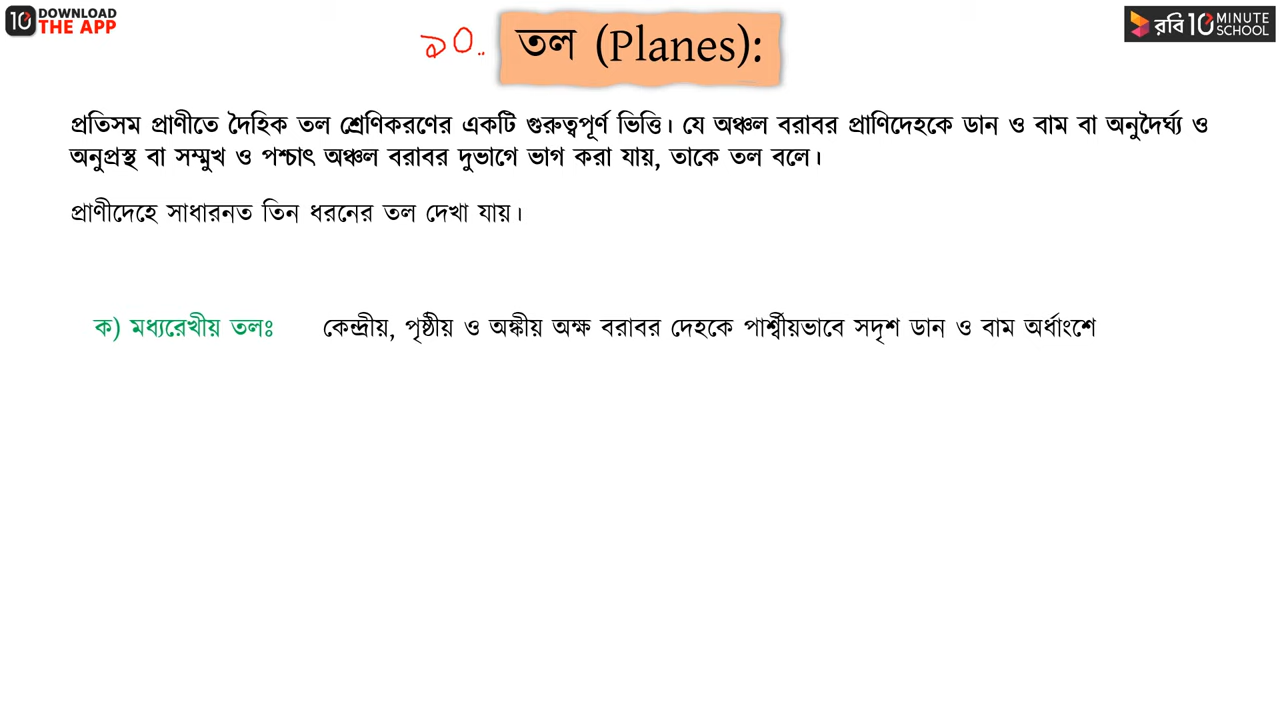 10 DOWNLOAD THE APP
রবি 10 MINUTE SCHOOL
১০.. তল (Planes):
প্রতিসম প্রাণীতে দৈহিক তল শ্রেণিকরণের একটি গুরুত্বপূর্ণ ভিত্তি। যে অঞ্চল বরাবর প্রাণিদেহকে ডান ও বাম বা অনুদৈর্ঘ্য ও
অনুপ্রস্থ বা সম্মুখ ও পশ্চাৎ অঞ্চল বরাবর দুভাগে ভাগ করা যায়, তাকে তল বলে।
প্রাণীদেহে সাধারনত তিন ধরনের তল দেখা যায়।
ক) মধ্যরেখীয় তলঃ কেন্দ্রীয়, পৃষ্ঠীয় ও অঙ্কীয় অক্ষ বরাবর দেহকে পার্শ্বীয়ভাবে সদৃশ ডান ও বাম অর্ধাংশে